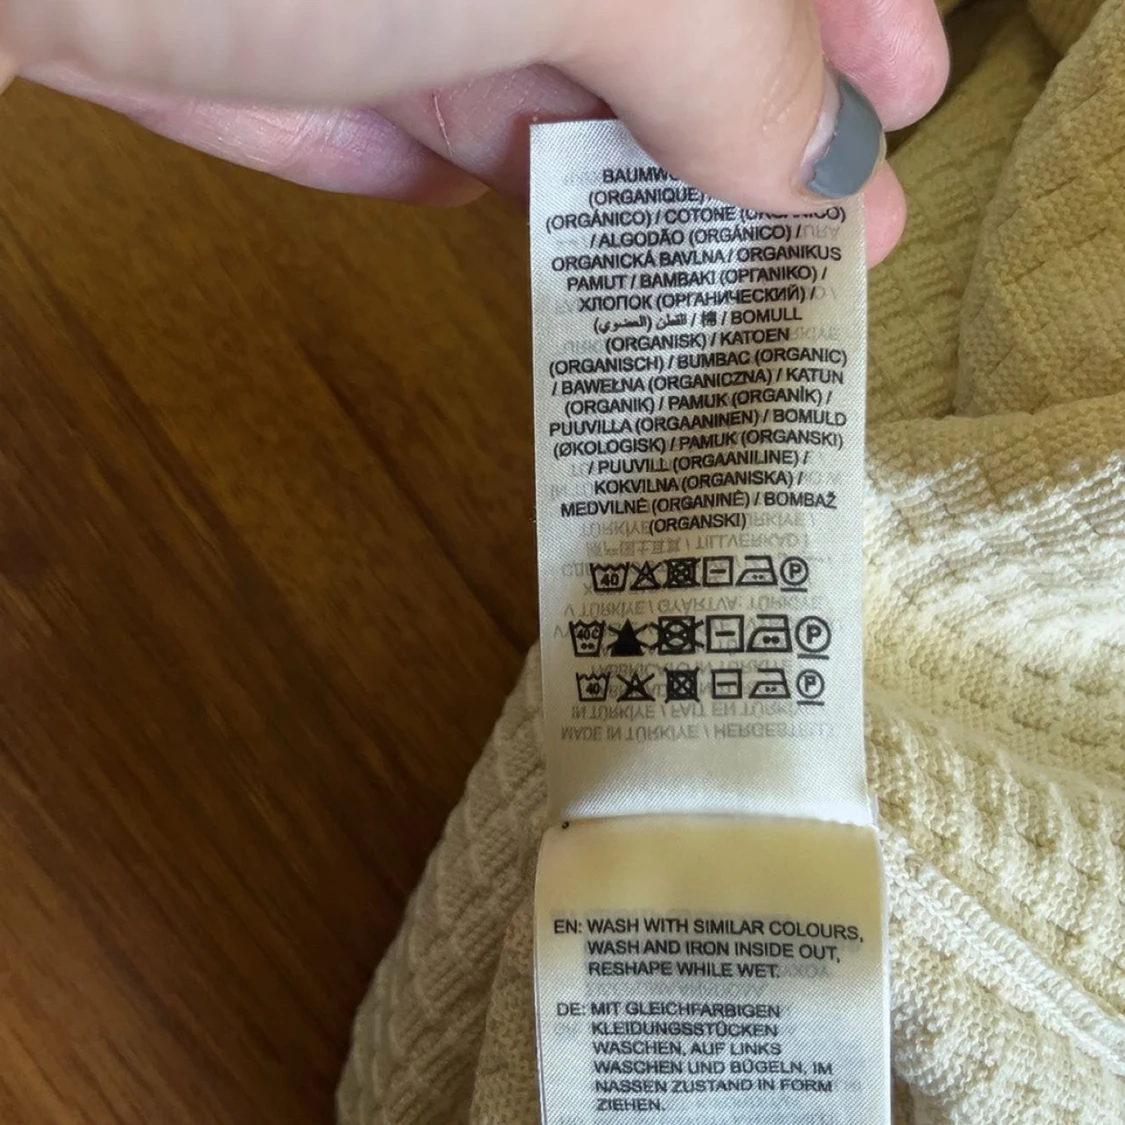 (ORGANIQUE)
(ORGÁNICO) / COTONE
/ ALGODÃO (ORGÁNICO) /
ORGANICKÁ BAVLNA / ORGANIKUS
PAMUT / BAMBAKI (ΟΡΓΑΝΙΚΟ) /
ХЛОПОК (ОРГАНИЧЕСКИЙ) /
القطن (العضوي) / 棉 / BOMULL
(ORGANISK) / KATOEN
(ORGANISCH) / BUMBAC (ORGANIC)
/ BAWEŁNA (ORGANICZNA) / KATUN
(ORGANIK) / PAMUK (ORGANİK) /
PUUVILLA (ORGAANINEN) / BOMULD
(ØKOLOGISK) / PAMUK (ORGANSKI)
/ PUUVILL (ORGAANILINE) /
KOKVILNA (ORGANISKA) /
MEDVILNĖ (ORGANINĖ) / BOMBAŽ
(ORGANSKI)
40 P
40C P
40 P
EN: WASH WITH SIMILAR COLOURS,
WASH AND IRON INSIDE OUT,
RESHAPE WHILE WET.
DE: MIT GLEICHFARBIGEN
KLEIDUNGSSTÜCKEN
WASCHEN, AUF LINKS
WASCHEN UND BÜGELN, IM
NASSEN ZUSTAND IN FORM
ZIEHEN.